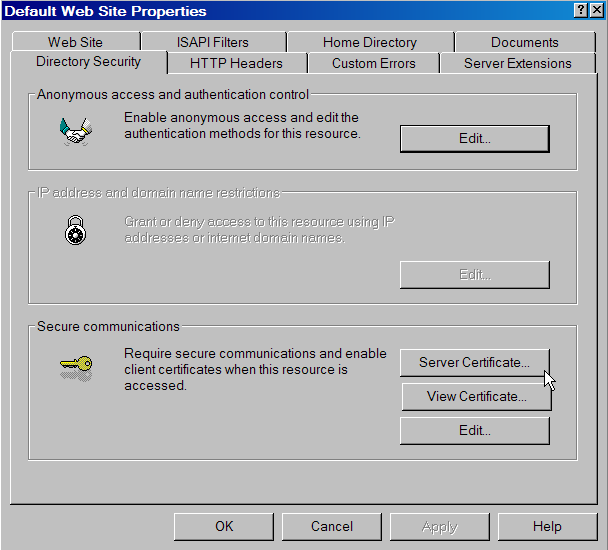 Default Web Site Properties
Web Site
ISAPI Filters
Home Directory
Documents
Directory Security
HTTP Headers
Custom Errors
Server Extensions
Anonymous access and authentication control
Enable anonymous access and edit the
authentication methods for this resource.
Edit...
IP address and domain name restrictions
Grant or deny access to this resource using IP
addresses or internet domain names.
Edit...
Secure communications
Require secure communications and enable
client certificates when this resource is
accessed.
Server Certificate...
View Certificate...
Edit...
OK
Cancel
Apply
Help